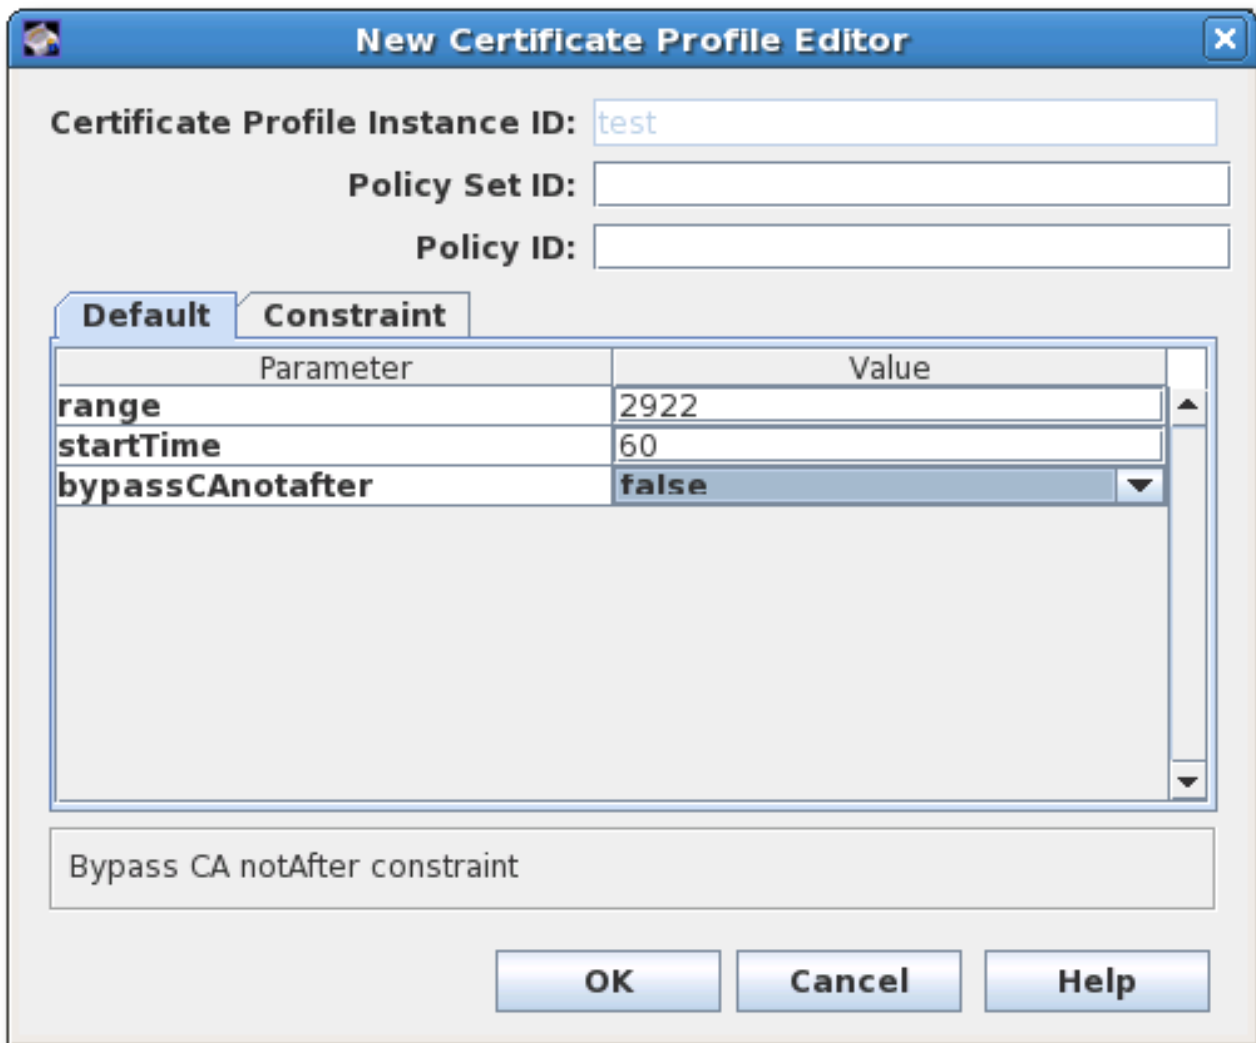 New Certificate Profile Editor
Certificate Profile Instance ID: test
Policy Set ID:
Policy ID:
Default Constraint
Parameter Value
range 2922
startTime 60
bypassCAnotafter false
Bypass CA notAfter constraint
OK Cancel Help